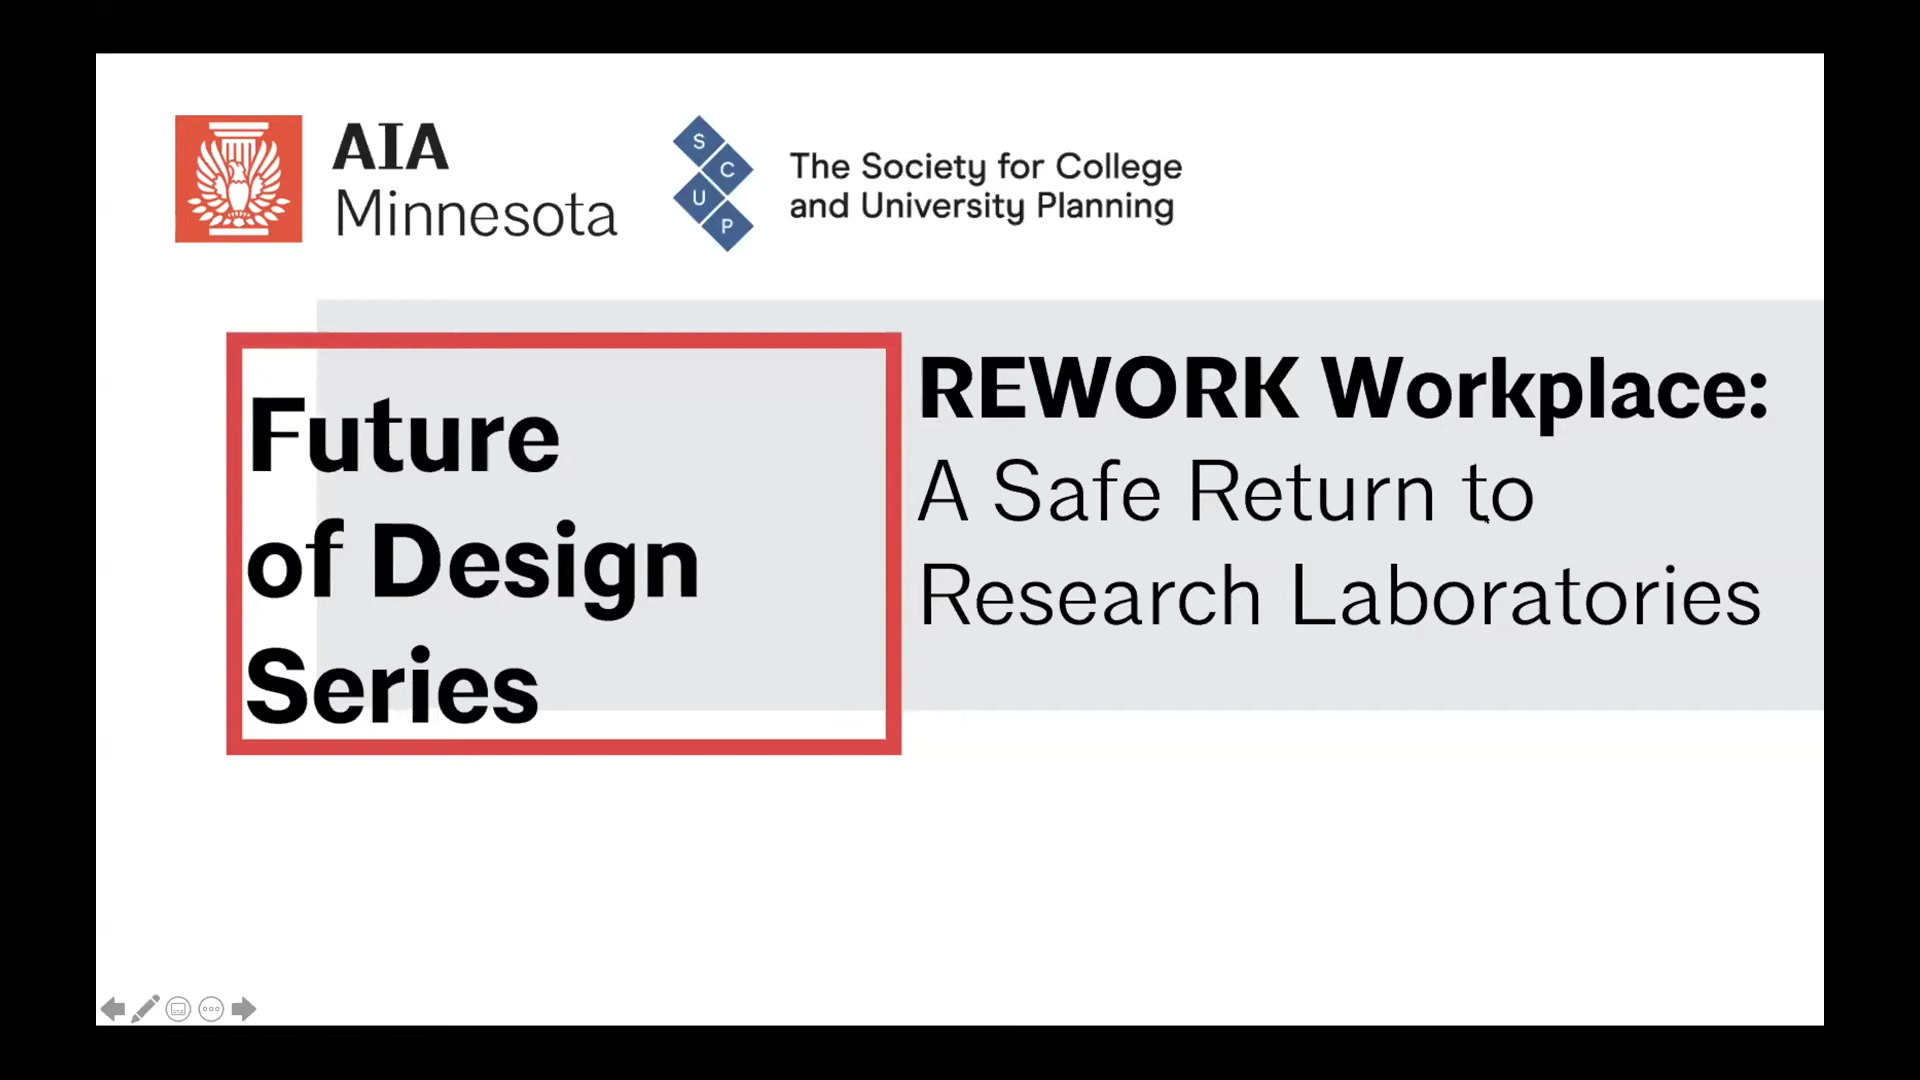 AIA
Minnesota
S
C
U
P
The Society for College
and University Planning
Future
of Design
Series
REWORK Workplace:
A Safe Return to
Research Laboratories